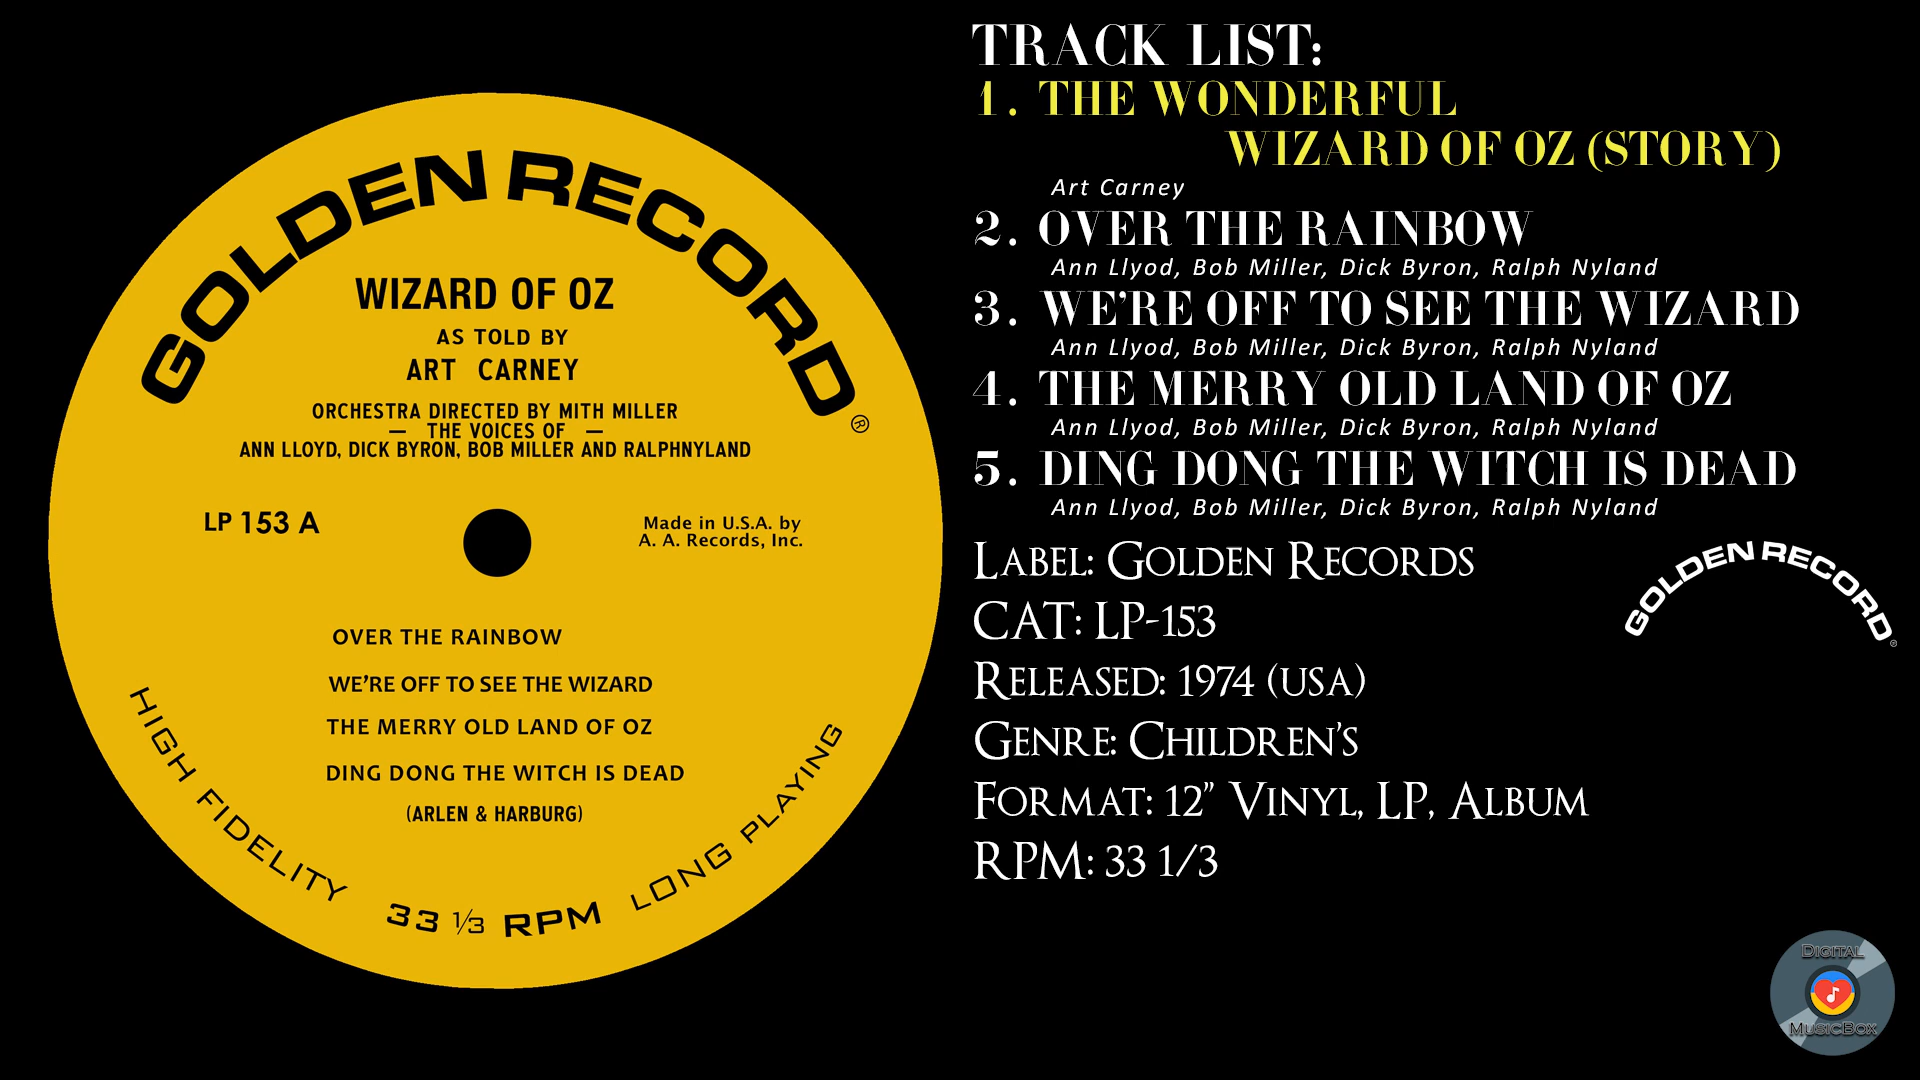 GOLDEN RECORD
®
WIZARD OF OZ
AS TOLD BY
ART CARNEY
ORCHESTRA DIRECTED BY MITH MILLER
— THE VOICES OF —
ANN LLOYD, DICK BYRON, BOB MILLER AND RALPHNYLAND
LP 153 A
Made in U.S.A. by
A. A. Records, Inc.
OVER THE RAINBOW
WE'RE OFF TO SEE THE WIZARD
THE MERRY OLD LAND OF OZ
DING DONG THE WITCH IS DEAD
(ARLEN & HARBURG)
HIGH FIDELITY 33 ⅓ RPM LONG PLAYING
TRACK LIST:
1. THE WONDERFUL
WIZARD OF OZ (STORY)
Art Carney
2. OVER THE RAINBOW
Ann Llyod, Bob Miller, Dick Byron, Ralph Nyland
3. WE'RE OFF TO SEE THE WIZARD
Ann Llyod, Bob Miller, Dick Byron, Ralph Nyland
4. THE MERRY OLD LAND OF OZ
Ann Llyod, Bob Miller, Dick Byron, Ralph Nyland
5. DING DONG THE WITCH IS DEAD
Ann Llyod, Bob Miller, Dick Byron, Ralph Nyland
LABEL: GOLDEN RECORDS
CAT: LP-153
RELEASED: 1974 (USA)
GENRE: CHILDREN'S
FORMAT: 12" VINYL, LP, ALBUM
RPM: 33 1/3
GOLDEN RECORD
®
DIGITAL
MUSICBOX